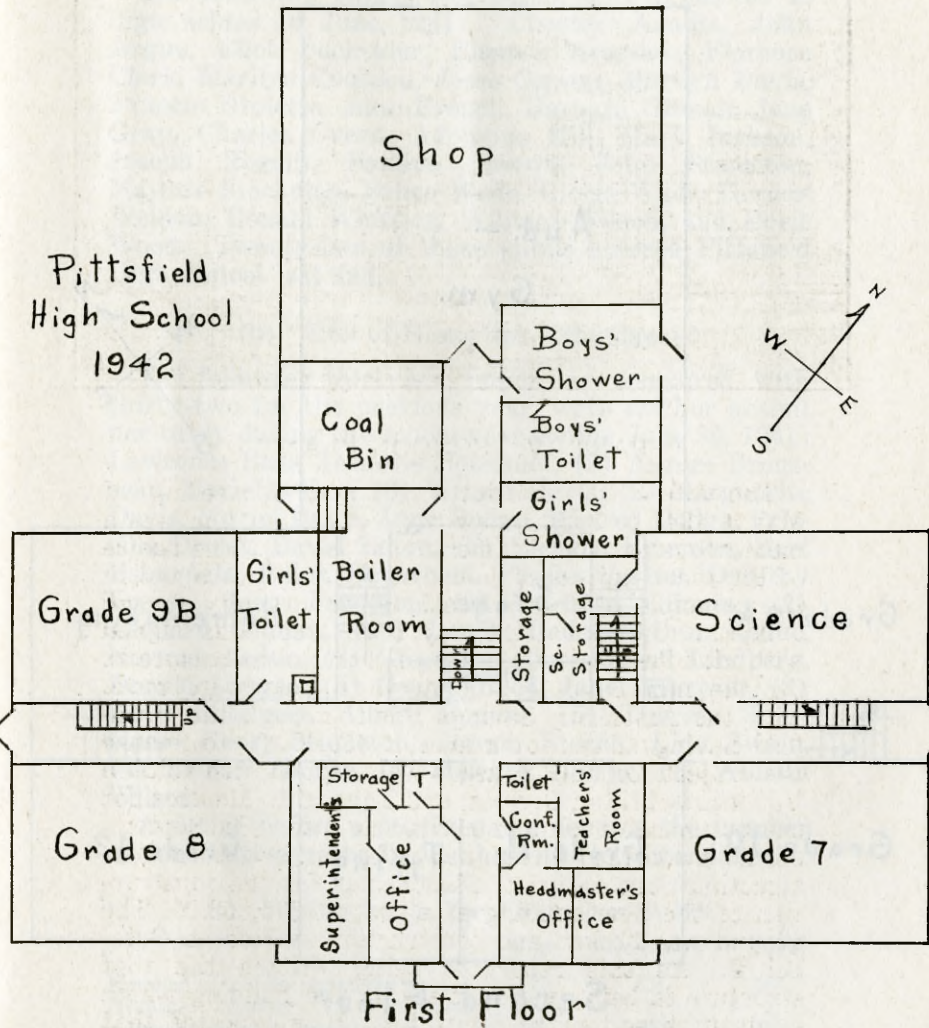 Shop
Pittsfield
High School
1942
N
W
E
S
Boys'
Shower
Coal
Bin
Boys'
Toilet
Girls'
Shower
Grade 9B
Girls'
Toilet
Boiler
Room
Down
Storage
Sc.
Storage
Science
Up
Storage
T
Toilet
Conf.
Rm.
Teachers'
Room
Grade 8
Superintendent's
Office
Headmaster's
Office
Grade 7
First Floor